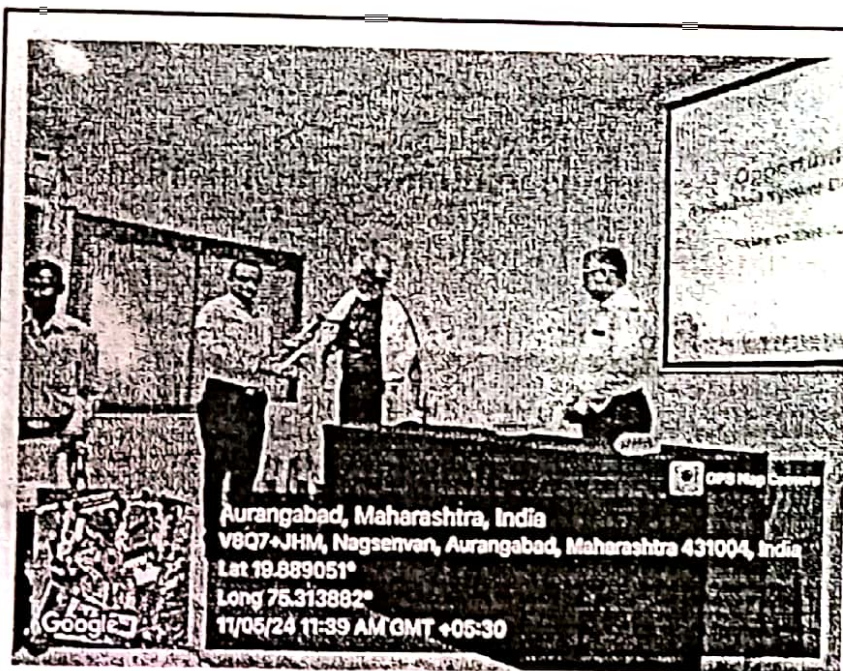 Opportuni
GPS Map Camera
Aurangabad, Maharashtra, India
V8Q7+JHM, Nagsenvan, Aurangabad, Maharashtra 431004, India
Lat 19.889051°
Long 75.313882°
11/05/24 11:39 AM GMT +05:30
Google